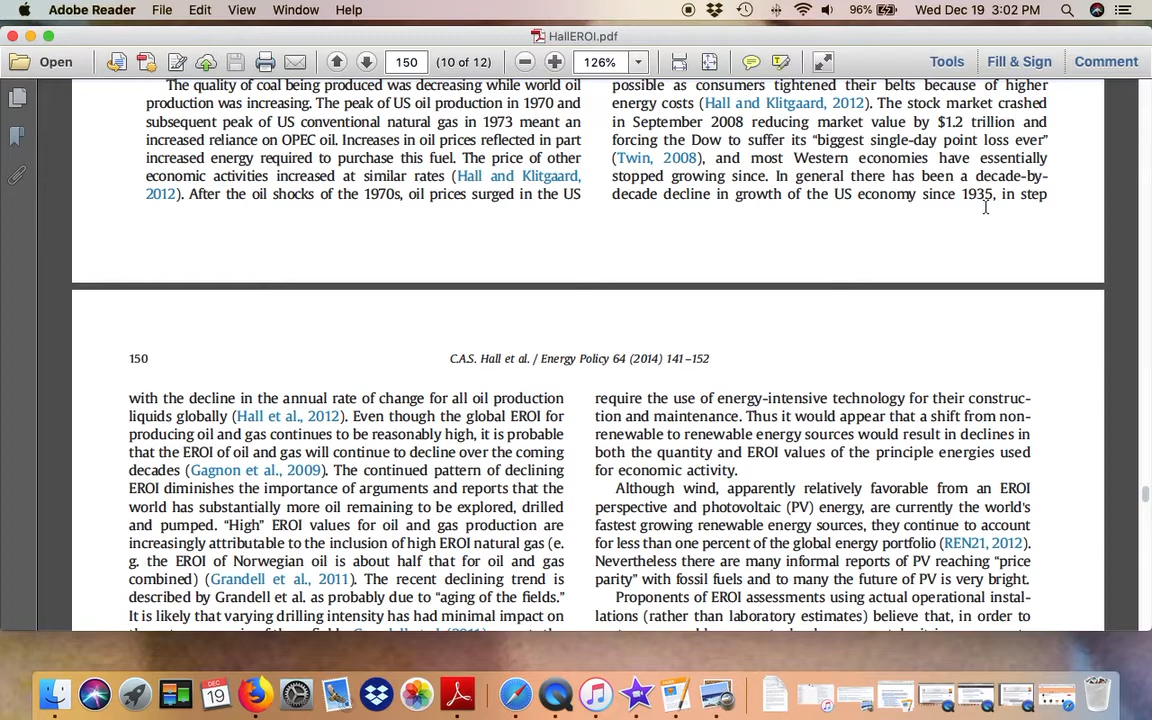 Adobe Reader File Edit View Window Help 96% Wed Dec 19 3:02 PM
HallEROI.pdf
Open 150 (10 of 12) 126% Tools Fill & Sign Comment
The quality of coal being produced was decreasing while world oil
production was increasing. The peak of US oil production in 1970 and
subsequent peak of US conventional natural gas in 1973 meant an
increased reliance on OPEC oil. Increases in oil prices reflected in part
increased energy required to purchase this fuel. The price of other
economic activities increased at similar rates (Hall and Klitgaard,
2012). After the oil shocks of the 1970s, oil prices surged in the US
possible as consumers tightened their belts because of higher
energy costs (Hall and Klitgaard, 2012). The stock market crashed
in September 2008 reducing market value by $1.2 trillion and
forcing the Dow to suffer its “biggest single-day point loss ever”
(Twin, 2008), and most Western economies have essentially
stopped growing since. In general there has been a decade-by-
decade decline in growth of the US economy since 1935, in step
150 C.A.S. Hall et al. / Energy Policy 64 (2014) 141–152
with the decline in the annual rate of change for all oil production
liquids globally (Hall et al., 2012). Even though the global EROI for
producing oil and gas continues to be reasonably high, it is probable
that the EROI of oil and gas will continue to decline over the coming
decades (Gagnon et al., 2009). The continued pattern of declining
EROI diminishes the importance of arguments and reports that the
world has substantially more oil remaining to be explored, drilled
and pumped. “High” EROI values for oil and gas production are
increasingly attributable to the inclusion of high EROI natural gas (e.
g. the EROI of Norwegian oil is about half that for oil and gas
combined) (Grandell et al., 2011). The recent declining trend is
described by Grandell et al. as probably due to “aging of the fields.”
It is likely that varying drilling intensity has had minimal impact on
require the use of energy-intensive technology for their construc-
tion and maintenance. Thus it would appear that a shift from non-
renewable to renewable energy sources would result in declines in
both the quantity and EROI values of the principle energies used
for economic activity.
Although wind, apparently relatively favorable from an EROI
perspective and photovoltaic (PV) energy, are currently the world's
fastest growing renewable energy sources, they continue to account
for less than one percent of the global energy portfolio (REN21, 2012).
Nevertheless there are many informal reports of PV reaching “price
parity” with fossil fuels and to many the future of PV is very bright.
Proponents of EROI assessments using actual operational instal-
lations (rather than laboratory estimates) believe that, in order to
DEC
19